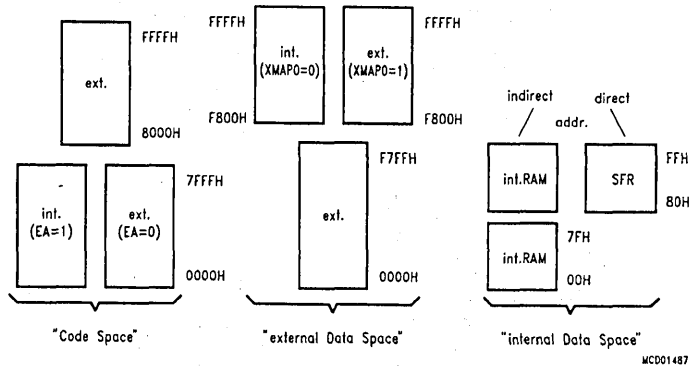 FFFFH
ext.
8000H
int.
(EA=1)
ext.
(EA=0)
7FFFH
0000H
"Code Space"
FFFFH
int.
(XMAP0=0)
ext.
(XMAP0=1)
FFFFH
F800H
F800H
F7FFH
ext.
0000H
"external Data Space"
indirect
direct
addr.
int.RAM
SFR
FFH
80H
int.RAM
7FH
00H
"internal Data Space"
MCD01487